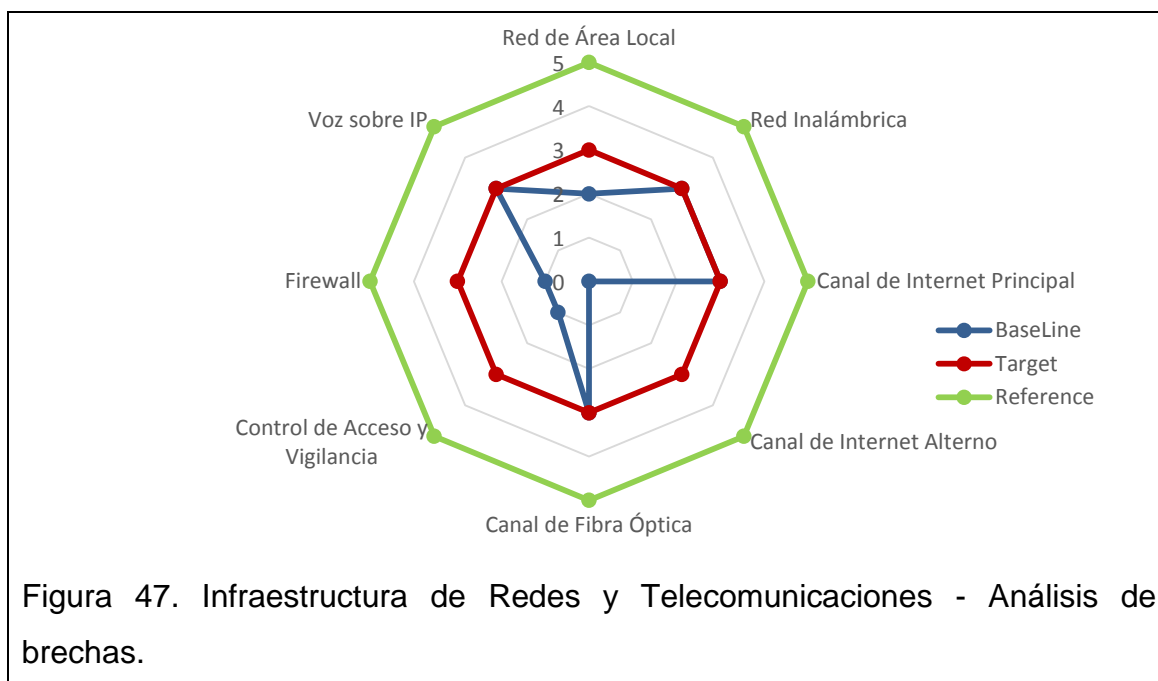 Red de Área Local
5
4
3
2
1
0
Red Inalámbrica
Voz sobre IP
Canal de Internet Principal
Firewall
BaseLine
Target
Reference
Control de Acceso y
Vigilancia
Canal de Internet Alterno
Canal de Fibra Óptica
Figura 47. Infraestructura de Redes y Telecomunicaciones - Análisis de
brechas.